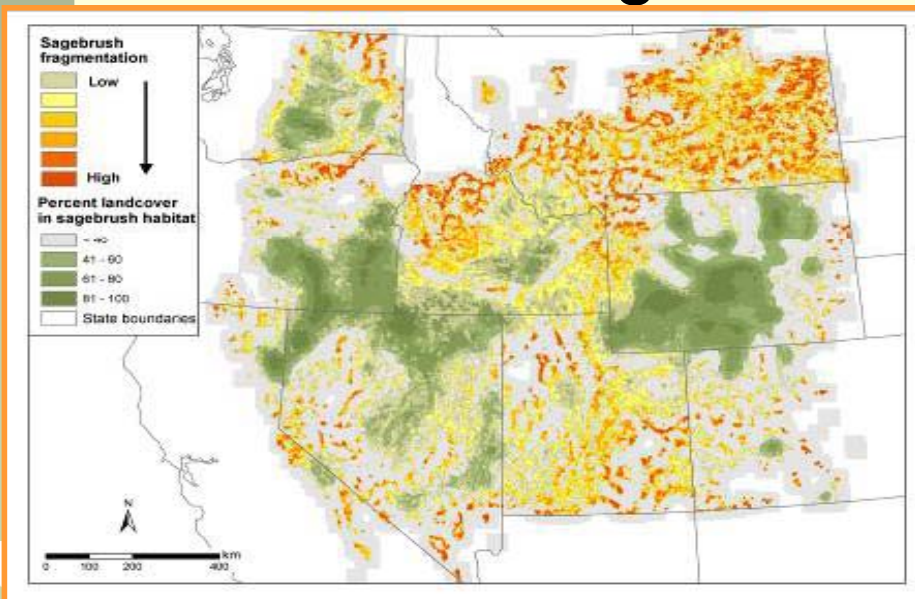 Sagebrush
fragmentation
Low
High
Percent landcover
in sagebrush habitat
41 - 60
61 - 80
81 - 100
State boundaries
N
km
0 100 200 400